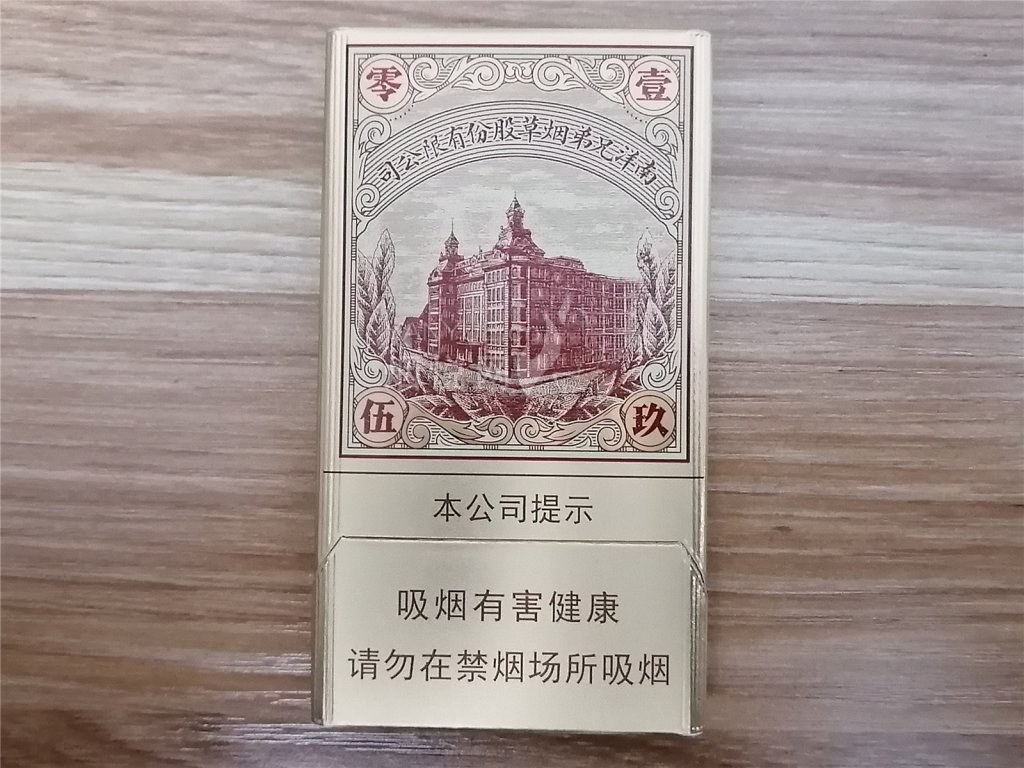 壹玖
零伍
南洋兄弟烟草股份有限公司
本公司提示
吸烟有害健康
请勿在禁烟场所吸烟